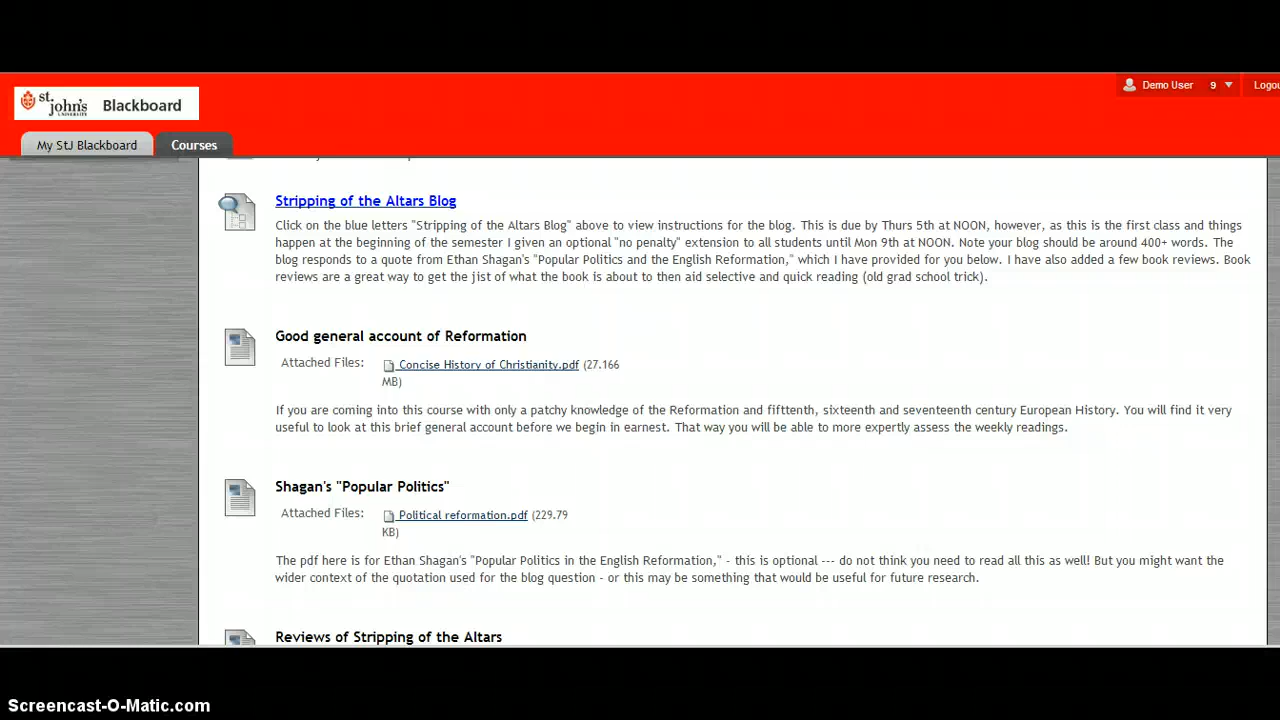 st.
john's
UNIVERSITY
Blackboard
Demo User 9
Logou
My StJ Blackboard
Courses
Stripping of the Altars Blog
Click on the blue letters "Stripping of the Altars Blog" above to view instructions for the blog. This is due by Thurs 5th at NOON, however, as this is the first class and things
happen at the beginning of the semester I given an optional "no penalty" extension to all students until Mon 9th at NOON. Note your blog should be around 400+ words. The
blog responds to a quote from Ethan Shagan's "Popular Politics and the English Reformation," which I have provided for you below. I have also added a few book reviews. Book
reviews are a great way to get the jist of what the book is about to then aid selective and quick reading (old grad school trick).
Good general account of Reformation
Attached Files: Concise History of Christianity.pdf (27.166
MB)
If you are coming into this course with only a patchy knowledge of the Reformation and fifttenth, sixteenth and seventeenth century European History. You will find it very
useful to look at this brief general account before we begin in earnest. That way you will be able to more expertly assess the weekly readings.
Shagan's "Popular Politics"
Attached Files: Political reformation.pdf (229.79
KB)
The pdf here is for Ethan Shagan's "Popular Politics in the English Reformation," - this is optional --- do not think you need to read all this as well! But you might want the
wider context of the quotation used for the blog question - or this may be something that would be useful for future research.
Reviews of Stripping of the Altars
Screencast-O-Matic.com